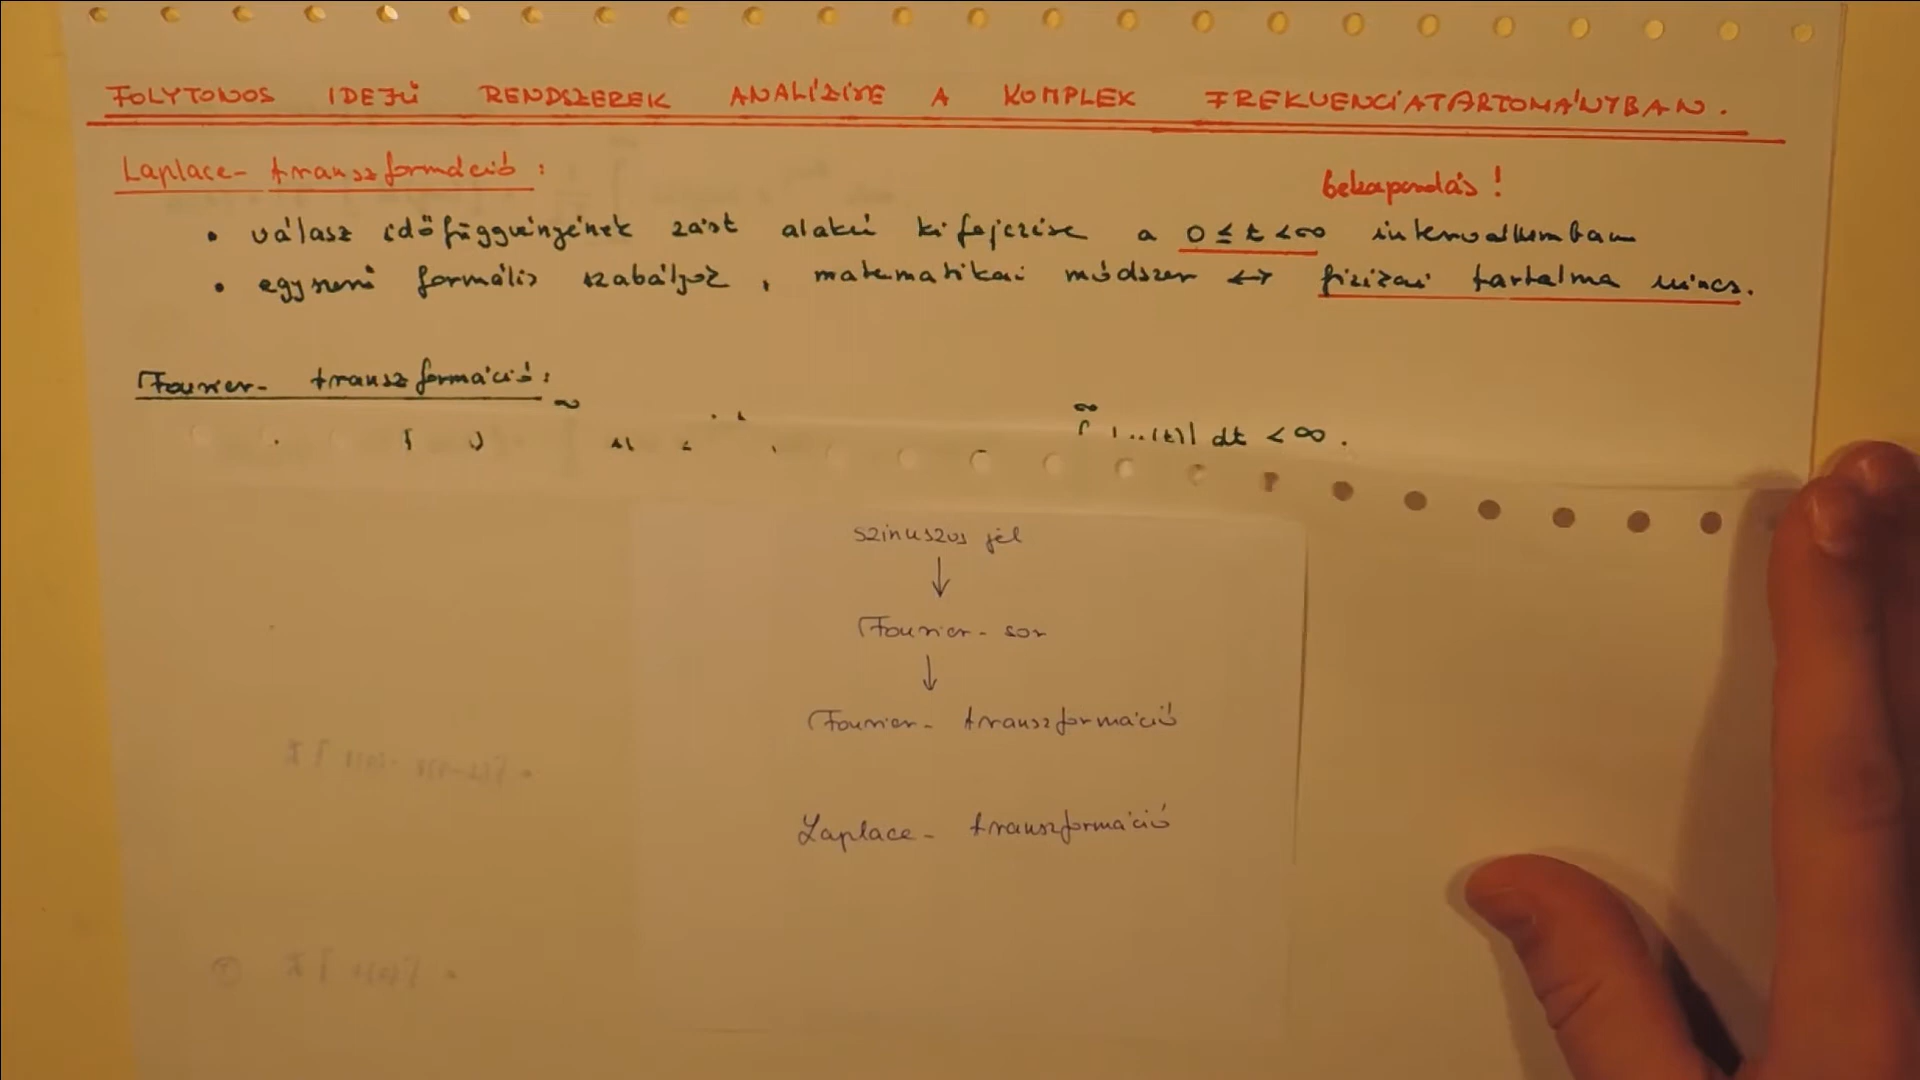 FOLYTONOS IDEJŰ RENDSZEREK ANALÍZISE A KOMPLEX FREKVENCIATARTOMÁNYBAN.
Laplace- transzformáció:
bekapcsolás!
• válasz időfüggvényének zárt alakú kifejezése a 0 ≤ t < ∞ intervallumban
• egyszerű formális szabályok, matematikai módszer ↔ fizikai tartalma nincs.
Fourier- transzformáció:
dt < ∞.
szinuszos jel
↓
Fourier- sor
↓
Fourier- transzformáció
Laplace- transzformáció